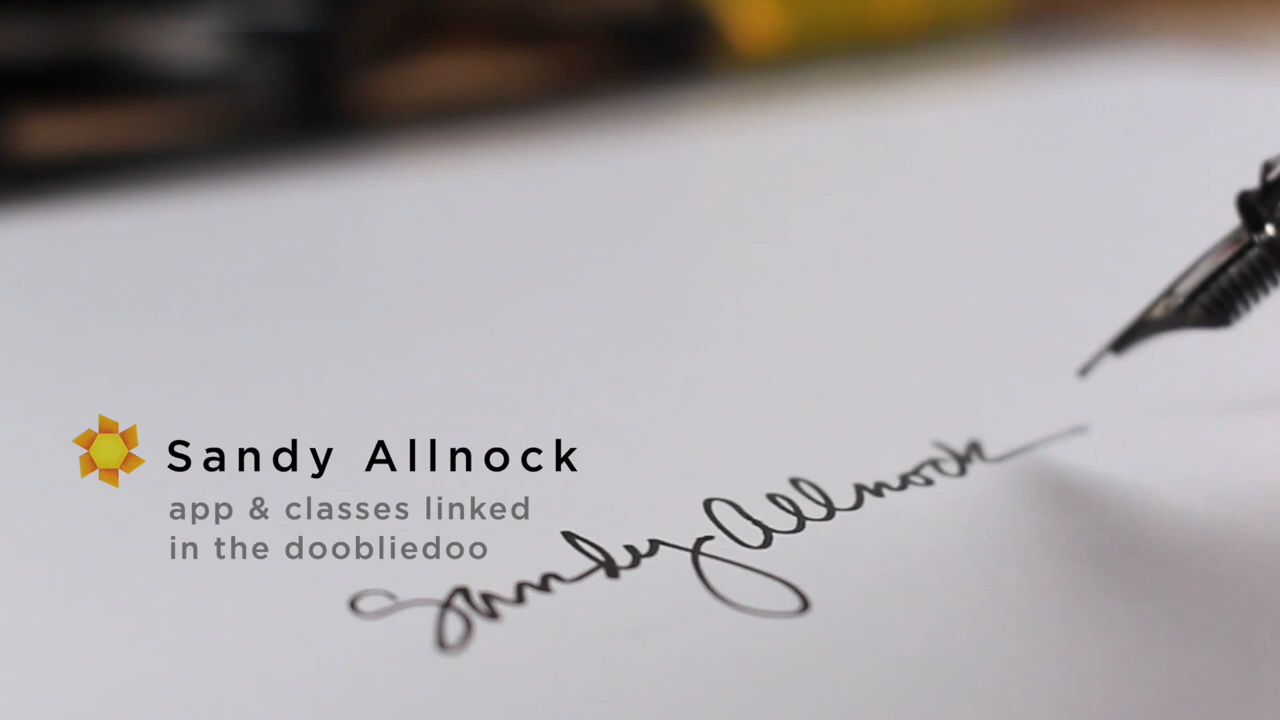 Sandy Allnock
app & classes linked
in the doobliedoo
Sandy Allnock